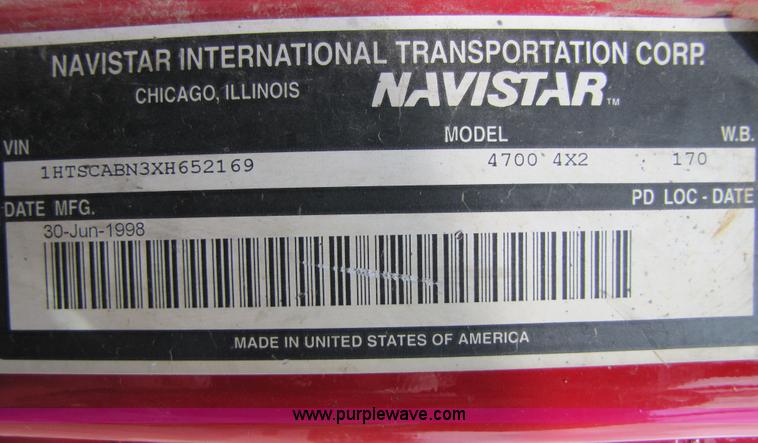 NAVISTAR INTERNATIONAL TRANSPORTATION CORP.
CHICAGO, ILLINOIS NAVISTAR™
VIN MODEL W.B.
1HTSCABN3XH652169 4700 4X2 170
DATE MFG. PD LOC - DATE
30-Jun-1998
MADE IN UNITED STATES OF AMERICA
www.purplewave.com